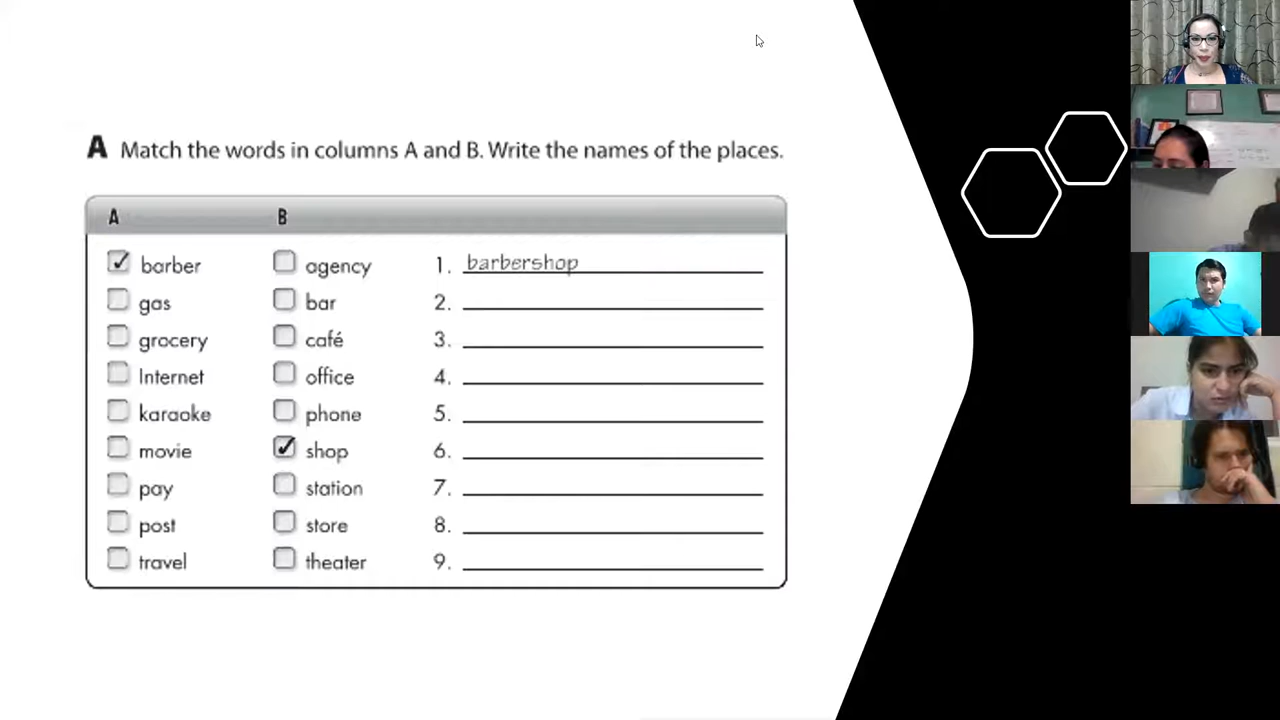 A Match the words in columns A and B. Write the names of the places.
A B
barber agency 1. barbershop
gas bar 2.
grocery café 3.
Internet office 4.
karaoke phone 5.
movie shop 6.
pay station 7.
post store 8.
travel theater 9.